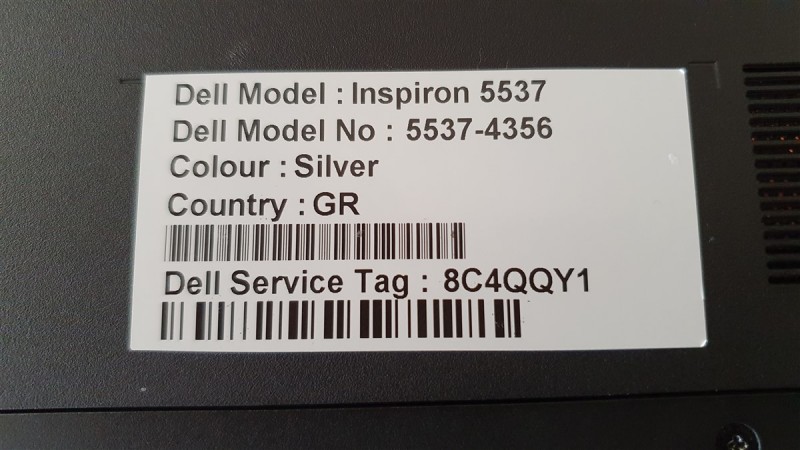 Dell Model : Inspiron 5537
Dell Model No : 5537-4356
Colour : Silver
Country : GR
Dell Service Tag : 8C4QQY1